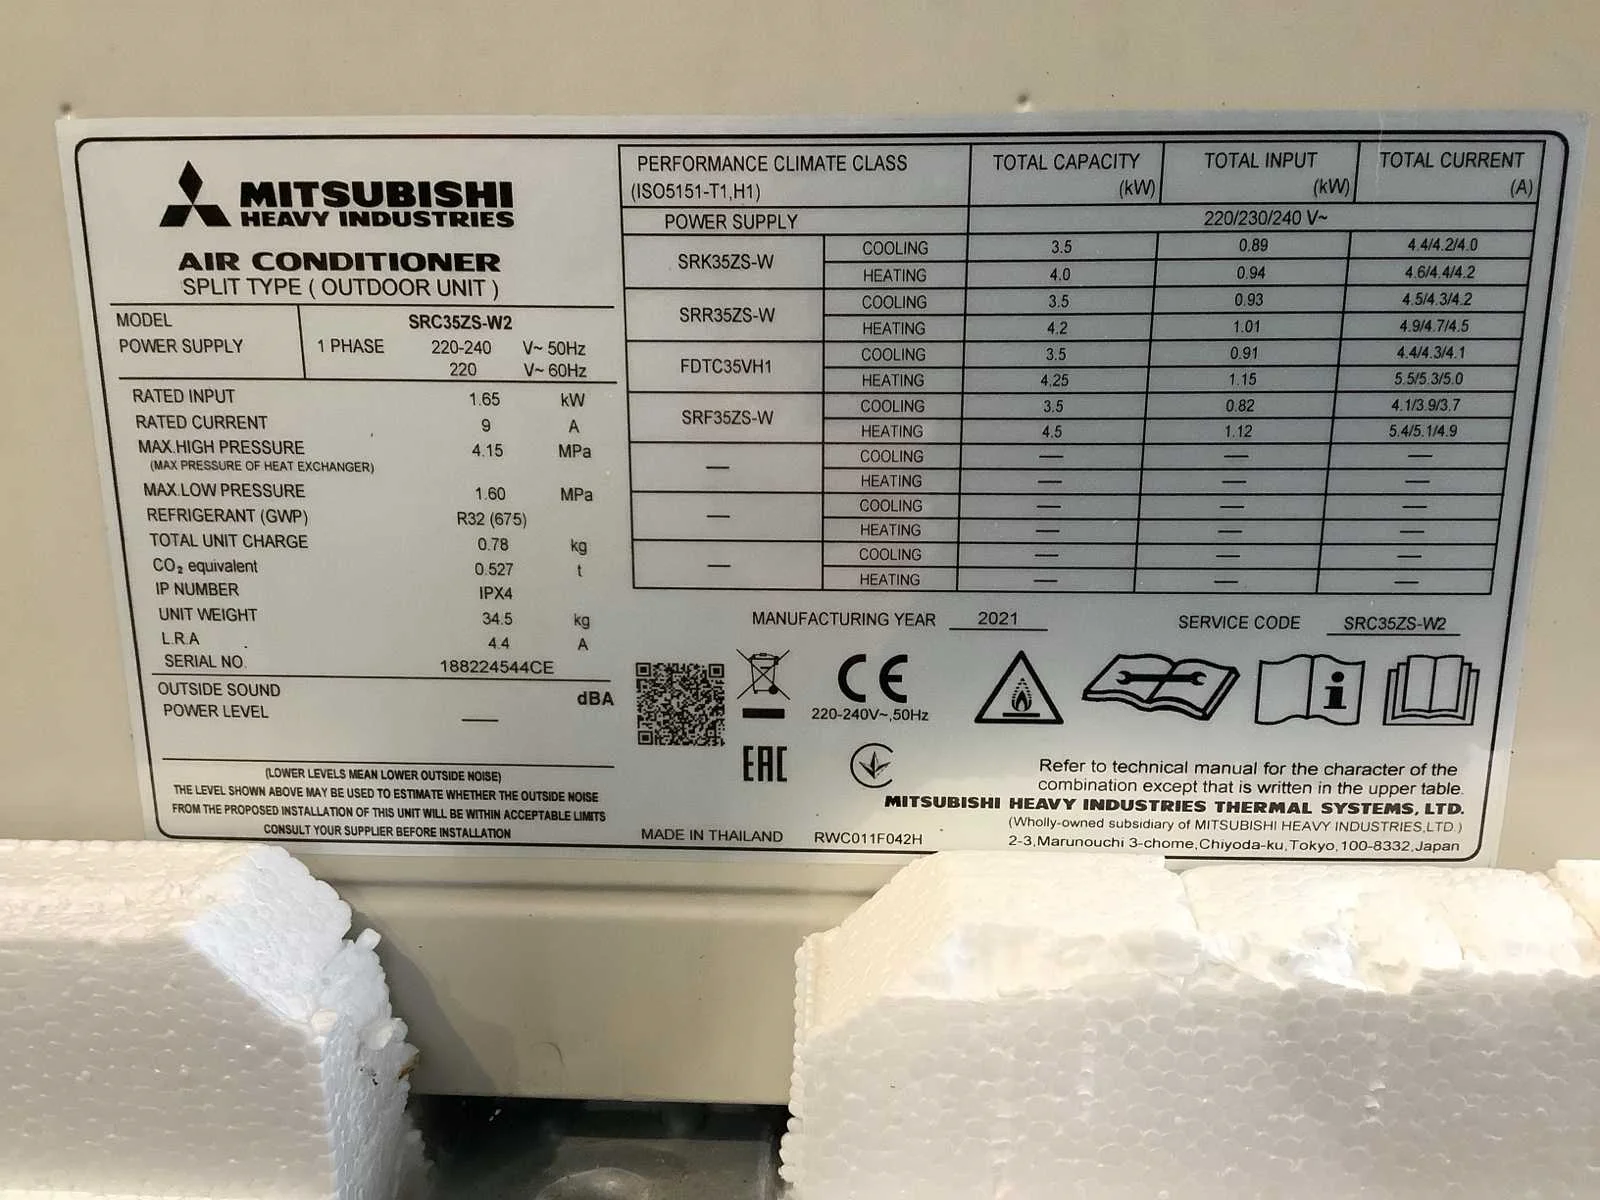 MITSUBISHI
HEAVY INDUSTRIES
AIR CONDITIONER
SPLIT TYPE ( OUTDOOR UNIT )
MODEL SRC35ZS-W2
POWER SUPPLY 1 PHASE 220-240 V~ 50Hz
220 V~ 60Hz
RATED INPUT 1.65 kW
RATED CURRENT 9 A
MAX.HIGH PRESSURE 4.15 MPa
(MAX PRESSURE OF HEAT EXCHANGER)
MAX.LOW PRESSURE 1.60 MPa
REFRIGERANT (GWP) R32 (675)
TOTAL UNIT CHARGE 0.78 kg
CO₂ equivalent 0.527 t
IP NUMBER IPX4
UNIT WEIGHT 34.5 kg
L.R.A 4.4 A
SERIAL NO. 188224544CE
OUTSIDE SOUND dBA
POWER LEVEL —
(LOWER LEVELS MEAN LOWER OUTSIDE NOISE)
THE LEVEL SHOWN ABOVE MAY BE USED TO ESTIMATE WHETHER THE OUTSIDE NOISE
FROM THE PROPOSED INSTALLATION OF THIS UNIT WILL BE WITHIN ACCEPTABLE LIMITS
CONSULT YOUR SUPPLIER BEFORE INSTALLATION
PERFORMANCE CLIMATE CLASS TOTAL CAPACITY TOTAL INPUT TOTAL CURRENT
(ISO5151-T1,H1) (kW) (kW) (A)
POWER SUPPLY 220/230/240 V~
SRK35ZS-W COOLING 3.5 0.89 4.4/4.2/4.0
HEATING 4.0 0.94 4.6/4.4/4.2
SRR35ZS-W COOLING 3.5 0.93 4.5/4.3/4.2
HEATING 4.2 1.01 4.9/4.7/4.5
FDTC35VH1 COOLING 3.5 0.91 4.4/4.3/4.1
HEATING 4.25 1.15 5.5/5.3/5.0
SRF35ZS-W COOLING 3.5 0.82 4.1/3.9/3.7
HEATING 4.5 1.12 5.4/5.1/4.9
— COOLING — — —
HEATING — — —
— COOLING — — —
HEATING — — —
— COOLING — — —
HEATING — — —
MANUFACTURING YEAR 2021 SERVICE CODE SRC35ZS-W2
CE
220-240V~,50Hz
EAC
Refer to technical manual for the character of the
combination except that is written in the upper table.
MITSUBISHI HEAVY INDUSTRIES THERMAL SYSTEMS, LTD.
(Wholly-owned subsidiary of MITSUBISHI HEAVY INDUSTRIES,LTD.)
MADE IN THAILAND RWC011F042H 2-3,Marunouchi 3-chome,Chiyoda-ku,Tokyo,100-8332,Japan